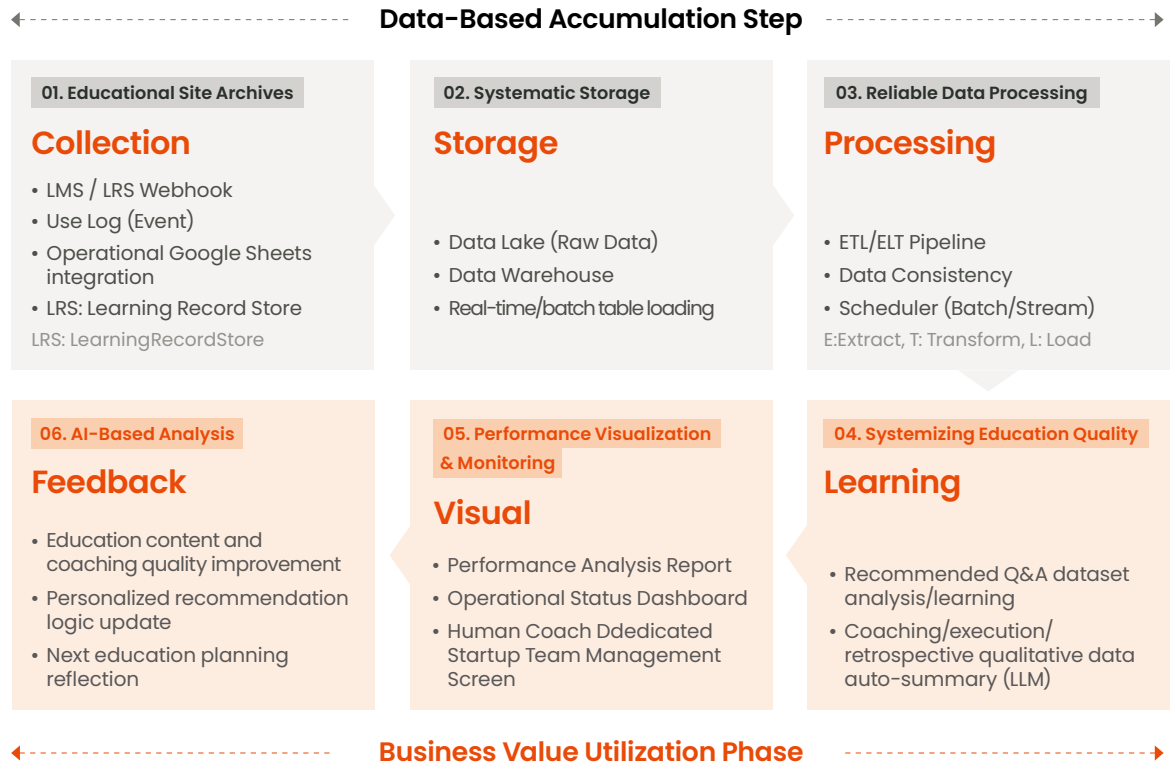 Data-Based Accumulation Step
01. Educational Site Archives
Collection
• LMS / LRS Webhook
• Use Log (Event)
• Operational Google Sheets
integration
• LRS: Learning Record Store
LRS: LearningRecordStore
02. Systematic Storage
Storage
• Data Lake (Raw Data)
• Data Warehouse
• Real-time/batch table loading
03. Reliable Data Processing
Processing
• ETL/ELT Pipeline
• Data Consistency
• Scheduler (Batch/Stream)
E:Extract, T: Transform, L: Load
04. Systemizing Education Quality
Learning
• Recommended Q&A dataset
analysis/learning
• Coaching/execution/
retrospective qualitative data
auto-summary (LLM)
05. Performance Visualization
& Monitoring
Visual
• Performance Analysis Report
• Operational Status Dashboard
• Human Coach Ddedicated
Startup Team Management
Screen
06. AI-Based Analysis
Feedback
• Education content and
coaching quality improvement
• Personalized recommendation
logic update
• Next education planning
reflection
Business Value Utilization Phase